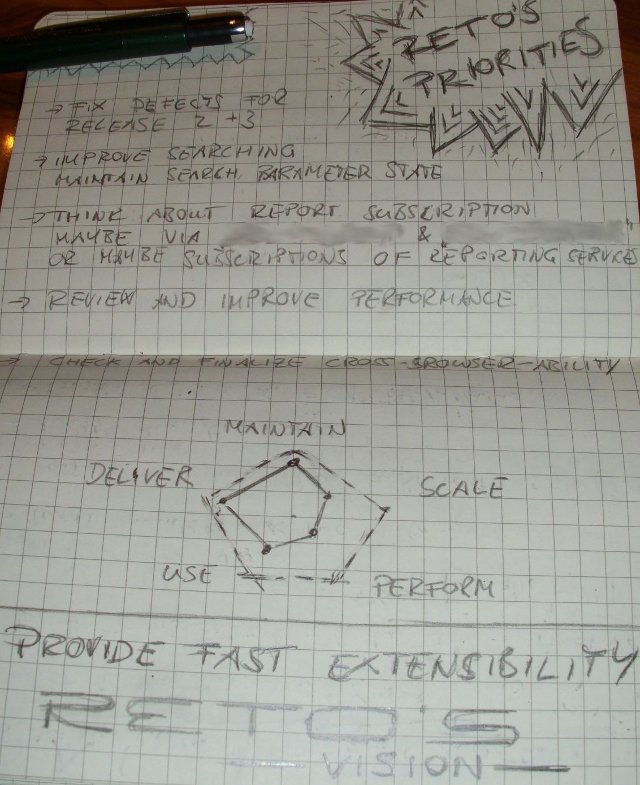 RETO'S
PRIORITIES
→ FIX DEFECTS FOR
RELEASE 2 + 3
→ IMPROVE SEARCHING
MAINTAIN SEARCH PARAMETER STATE
→ THINK ABOUT REPORT SUBSCRIPTION
MAYBE VIA & "
OR MAYBE SUBSCRIPTIONS OF REPORTING SERVICES
→ REVIEW AND IMPROVE PERFORMANCE
→ CHECK AND FINALIZE CROSS-BROWSER-ABILITY
MAINTAIN
DELIVER
SCALE
USE
PERFORM
PROVIDE FAST EXTENSIBILITY
RETO'S
— VISION —